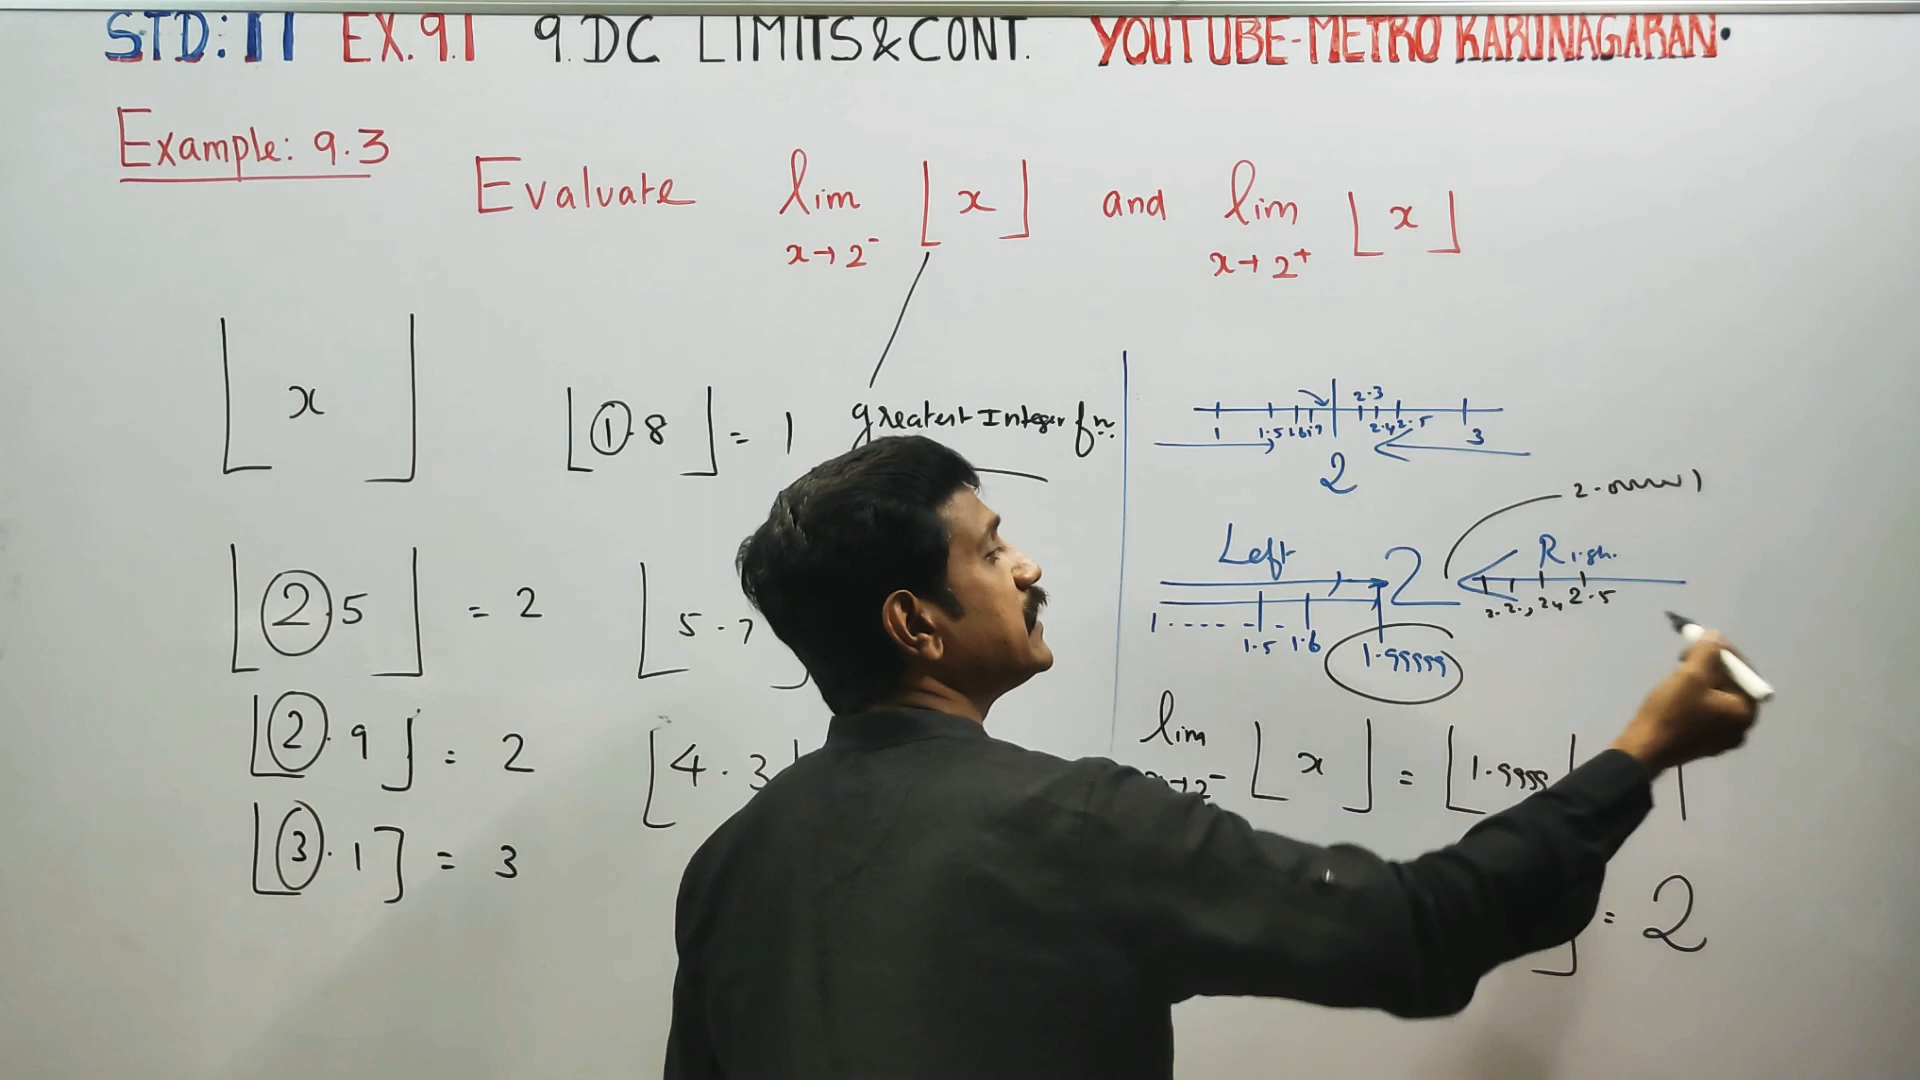 STD: 11 EX.9.1 9.DC LIMITS & CONT. YOUTUBE-METRO KARUNAGARAN.
Example: 9.3
Evaluate lim x→2⁻ ⌊x⌋ and lim x→2⁺ ⌊x⌋
⌊x⌋
⌊1.8⌋ = 1
greatest Integer fn.
⌊2.5⌋ = 2
⌊5.7
⌊2.9⌋ = 2
⌊4.3
⌊3.1⌋ = 3
2.3
1 1.5 1.6 1.7 2.4 2.5 3
2
Left 2 Right
1 1.5 1.6 1.99999
2.4 2.5
lim x→2⁻ ⌊x⌋ = ⌊1.9999⌋ 1
= 2